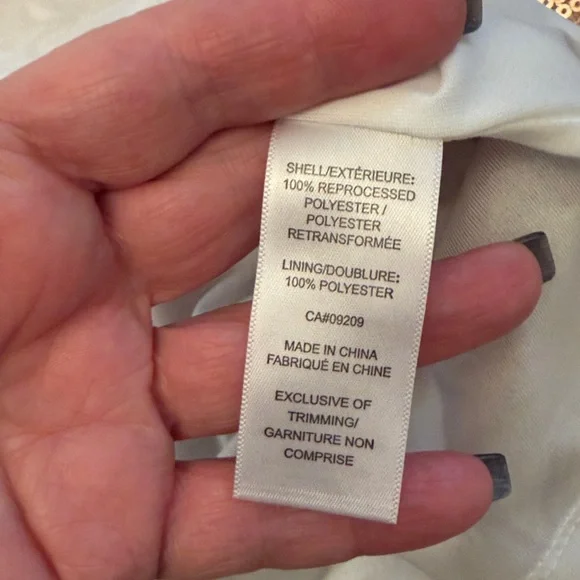 SHELL/EXTÉRIEURE:
100% REPROCESSED
POLYESTER /
POLYESTER
RETRANSFORMÉE
LINING/DOUBLURE:
100% POLYESTER
CA#09209
MADE IN CHINA
FABRIQUÉ EN CHINE
EXCLUSIVE OF
TRIMMING/
GARNITURE NON
COMPRISE